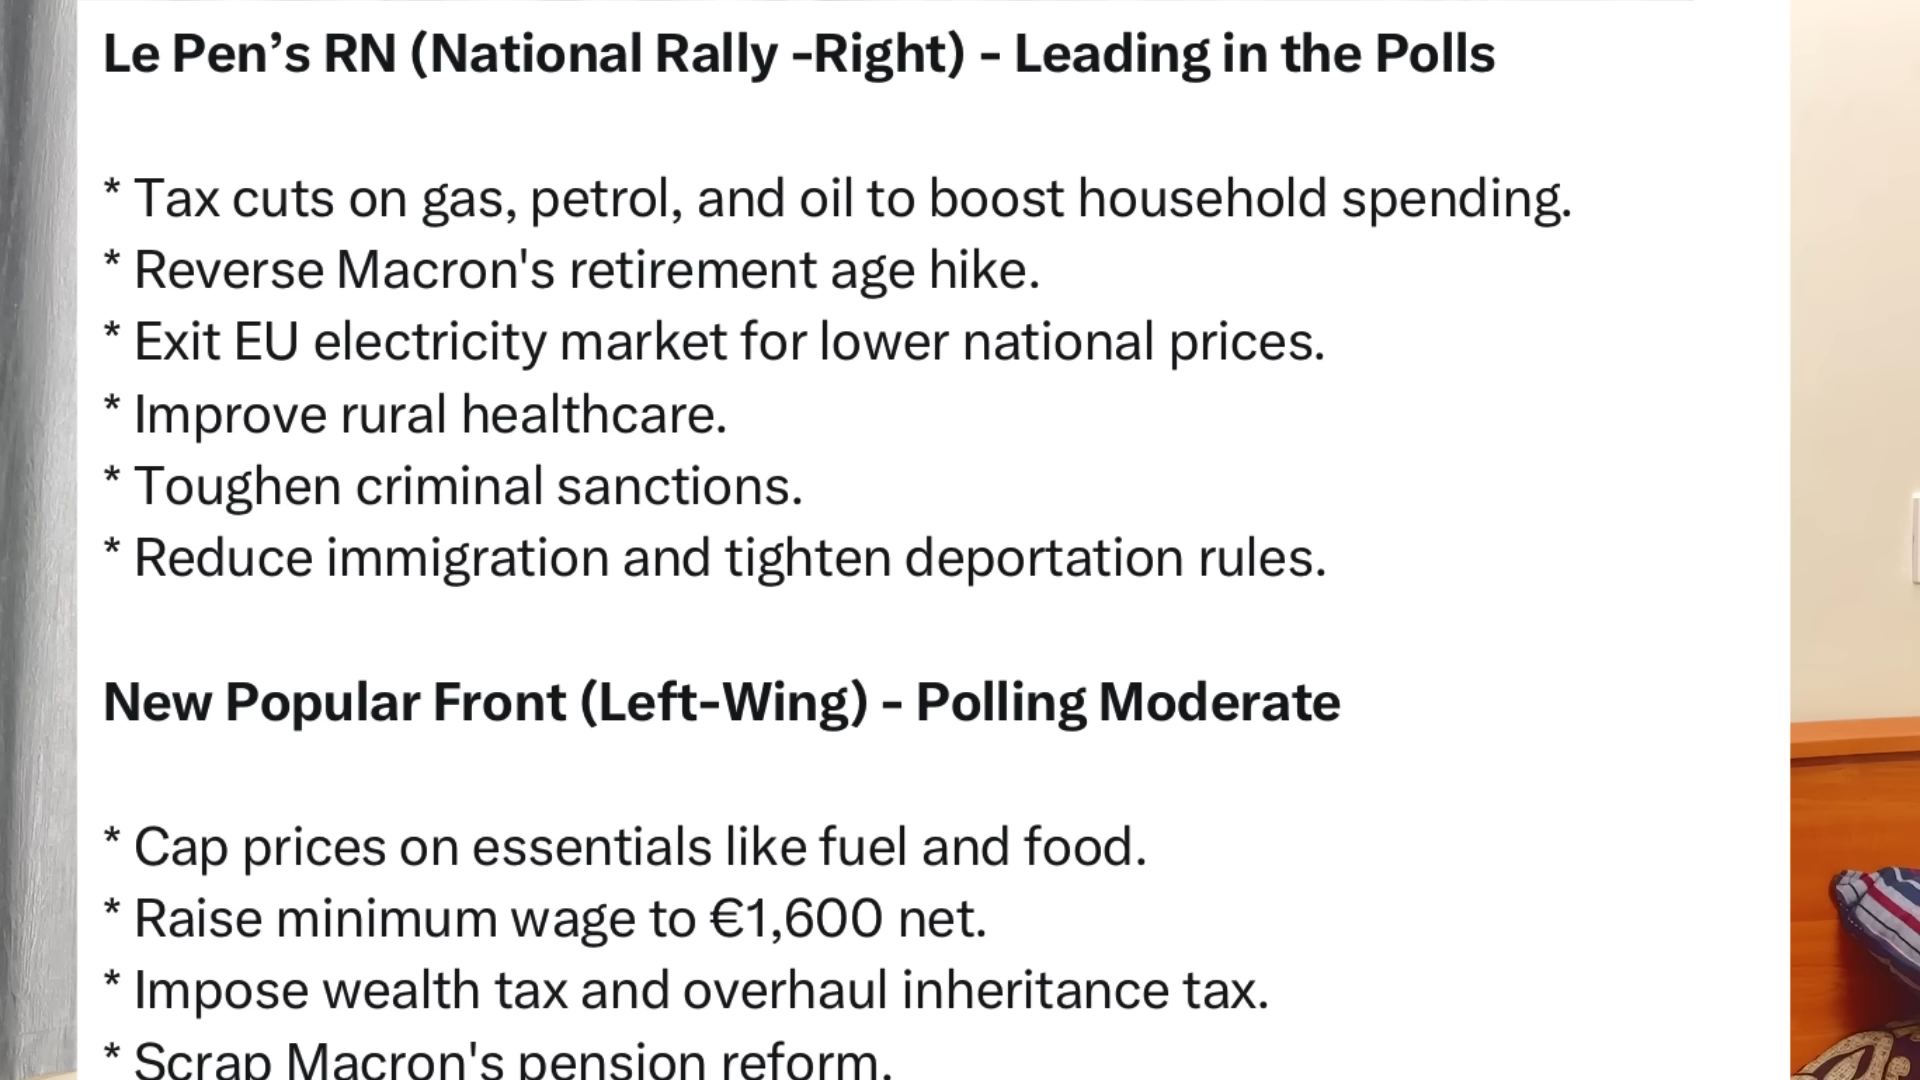 Le Pen’s RN (National Rally -Right) - Leading in the Polls
* Tax cuts on gas, petrol, and oil to boost household spending.
* Reverse Macron's retirement age hike.
* Exit EU electricity market for lower national prices.
* Improve rural healthcare.
* Toughen criminal sanctions.
* Reduce immigration and tighten deportation rules.
New Popular Front (Left-Wing) - Polling Moderate
* Cap prices on essentials like fuel and food.
* Raise minimum wage to €1,600 net.
* Impose wealth tax and overhaul inheritance tax.
* Scrap Macron's pension reform.